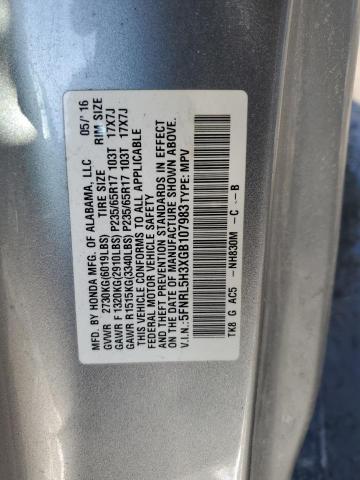 MFD. BY HONDA MFG. OF ALABAMA, LLC 05/ 16
GVWR 2730KG(6019LBS) TIRE SIZE RIM SIZE
GAWR F 1320KG(2910LBS) P235/65R17 103T 17X7J
GAWR R1515KG(3340LBS) P235/65R17 103T 17X7J
THIS VEHICLE CONFORMS TO ALL APPLICABLE
FEDERAL MOTOR VEHICLE SAFETY, BUMPER,
AND THEFT PREVENTION STANDARDS IN EFFECT
ON THE DATE OF MANUFACTURE SHOWN ABOVE.
V.I.N.: 5FNRL5H3XGB107983 TYPE: MPV
TK8 G AC5 - NH830M - C - B